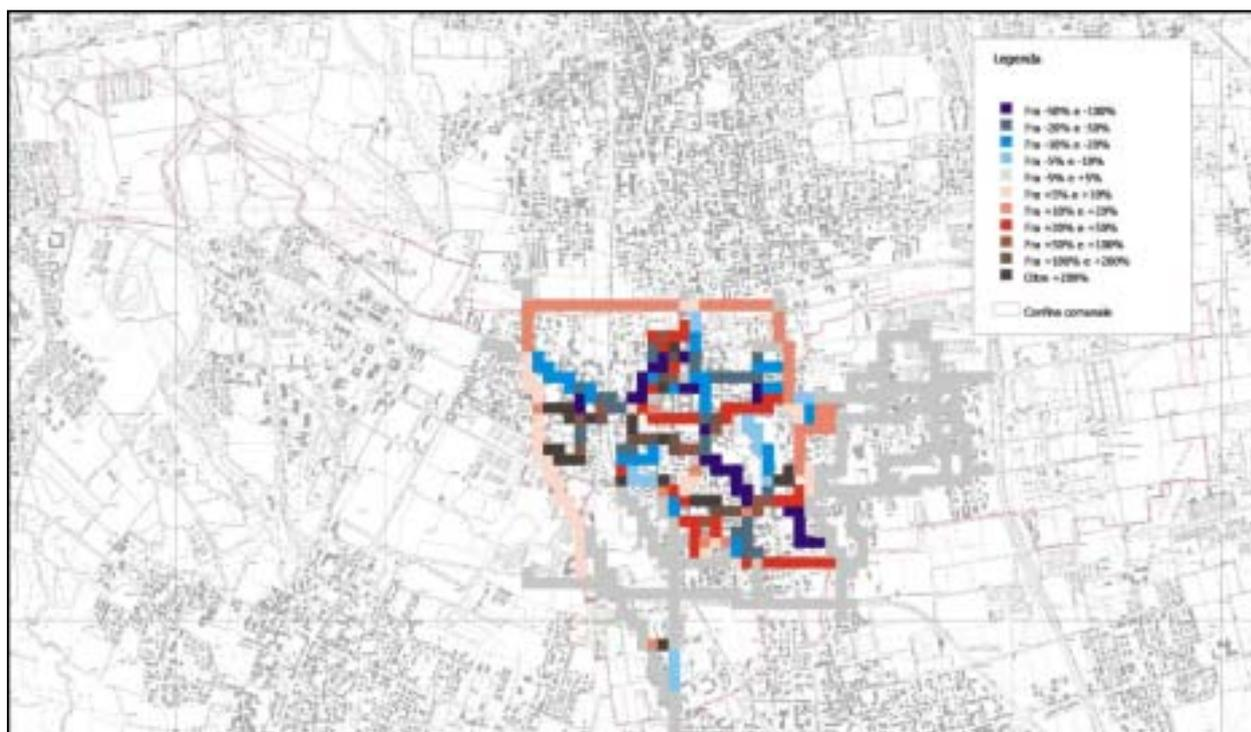 Legenda
Fra -50% e -100%
Fra -20% e -50%
Fra -10% e -20%
Fra -5% e -10%
Fra -5% e +5%
Fra +5% e +10%
Fra +10% e +20%
Fra +20% e +50%
Fra +50% e +100%
Fra +100% e +200%
Oltre +200%
Confine comunale